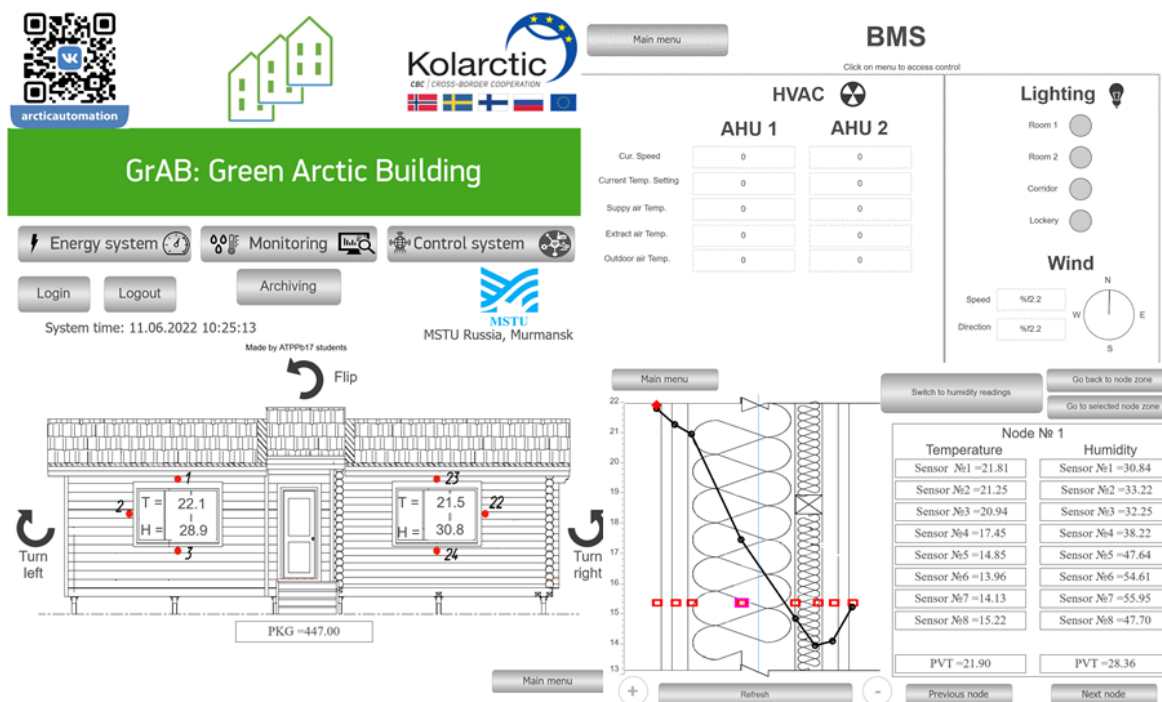 arcticautomation
Kolarctic
CBC | CROSS-BORDER COOPERATION
GrAB: Green Arctic Building
Energy system
Monitoring
Control system
Login
Logout
Archiving
System time: 11.06.2022 10:25:13
MSTU
MSTU Russia, Murmansk
Made by ATPPb17 students
Flip
1
2
3
T = 22.1
H = 28.9
23
22
24
T = 21.5
H = 30.8
Turn left
Turn right
PKG =447.00
Main menu
Main menu
BMS
Click on menu to access control
HVAC
AHU 1 AHU 2
Cur. Speed 0 0
Current Temp. Setting 0 0
Suppy air Temp. 0 0
Extract air Temp. 0 0
Outdoor air Temp. 0 0
Lighting
Room 1
Room 2
Corridor
Lockery
Wind
Speed %f2.2
Direction %f2.2
N
W E
S
Main menu
Switch to humidity readings
Go back to node zone
Go to selected node zone
22
21
20
19
18
17
16
15
14
13
Node № 1
Temperature Humidity
Sensor №1 =21.81 Sensor №1 =30.84
Sensor №2 =21.25 Sensor №2 =33.22
Sensor №3 =20.94 Sensor №3 =32.25
Sensor №4 =17.45 Sensor №4 =38.22
Sensor №5 =14.85 Sensor №5 =47.64
Sensor №6 =13.96 Sensor №6 =54.61
Sensor №7 =14.13 Sensor №7 =55.95
Sensor №8 =15.22 Sensor №8 =47.70
PVT =21.90 PVT =28.36
+ Refresh -
Previous node Next node